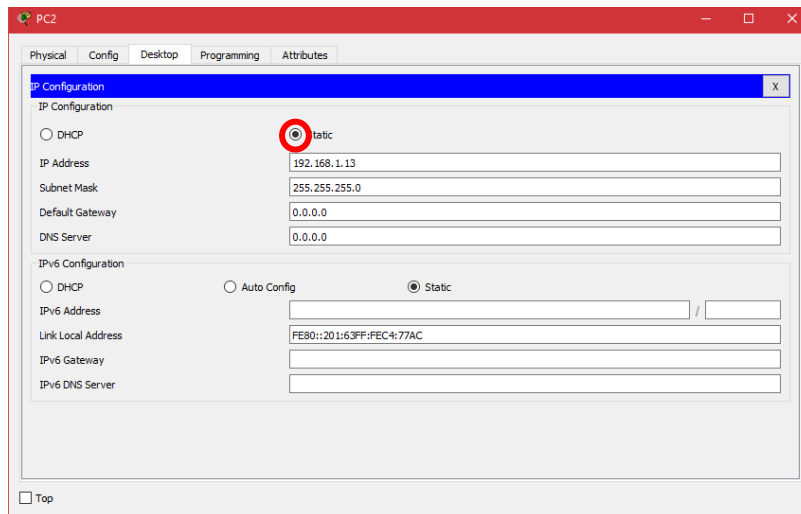 PC2
Physical Config Desktop Programming Attributes
IP Configuration X
IP Configuration
DHCP Static
IP Address 192.168.1.13
Subnet Mask 255.255.255.0
Default Gateway 0.0.0.0
DNS Server 0.0.0.0
IPv6 Configuration
DHCP Auto Config Static
IPv6 Address /
Link Local Address FE80::201:63FF:FEC4:77AC
IPv6 Gateway
IPv6 DNS Server
Top